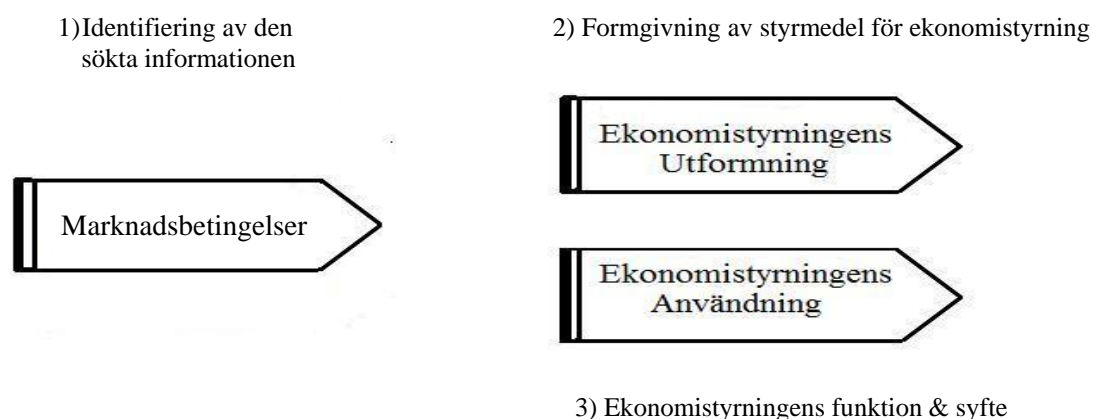 1)Identifiering av den
sökta informationen
2) Formgivning av styrmedel för ekonomistyrning
Ekonomistyrningens
Utformning
Marknadsbetingelser
Ekonomistyrningens
Användning
3) Ekonomistyrningens funktion & syfte